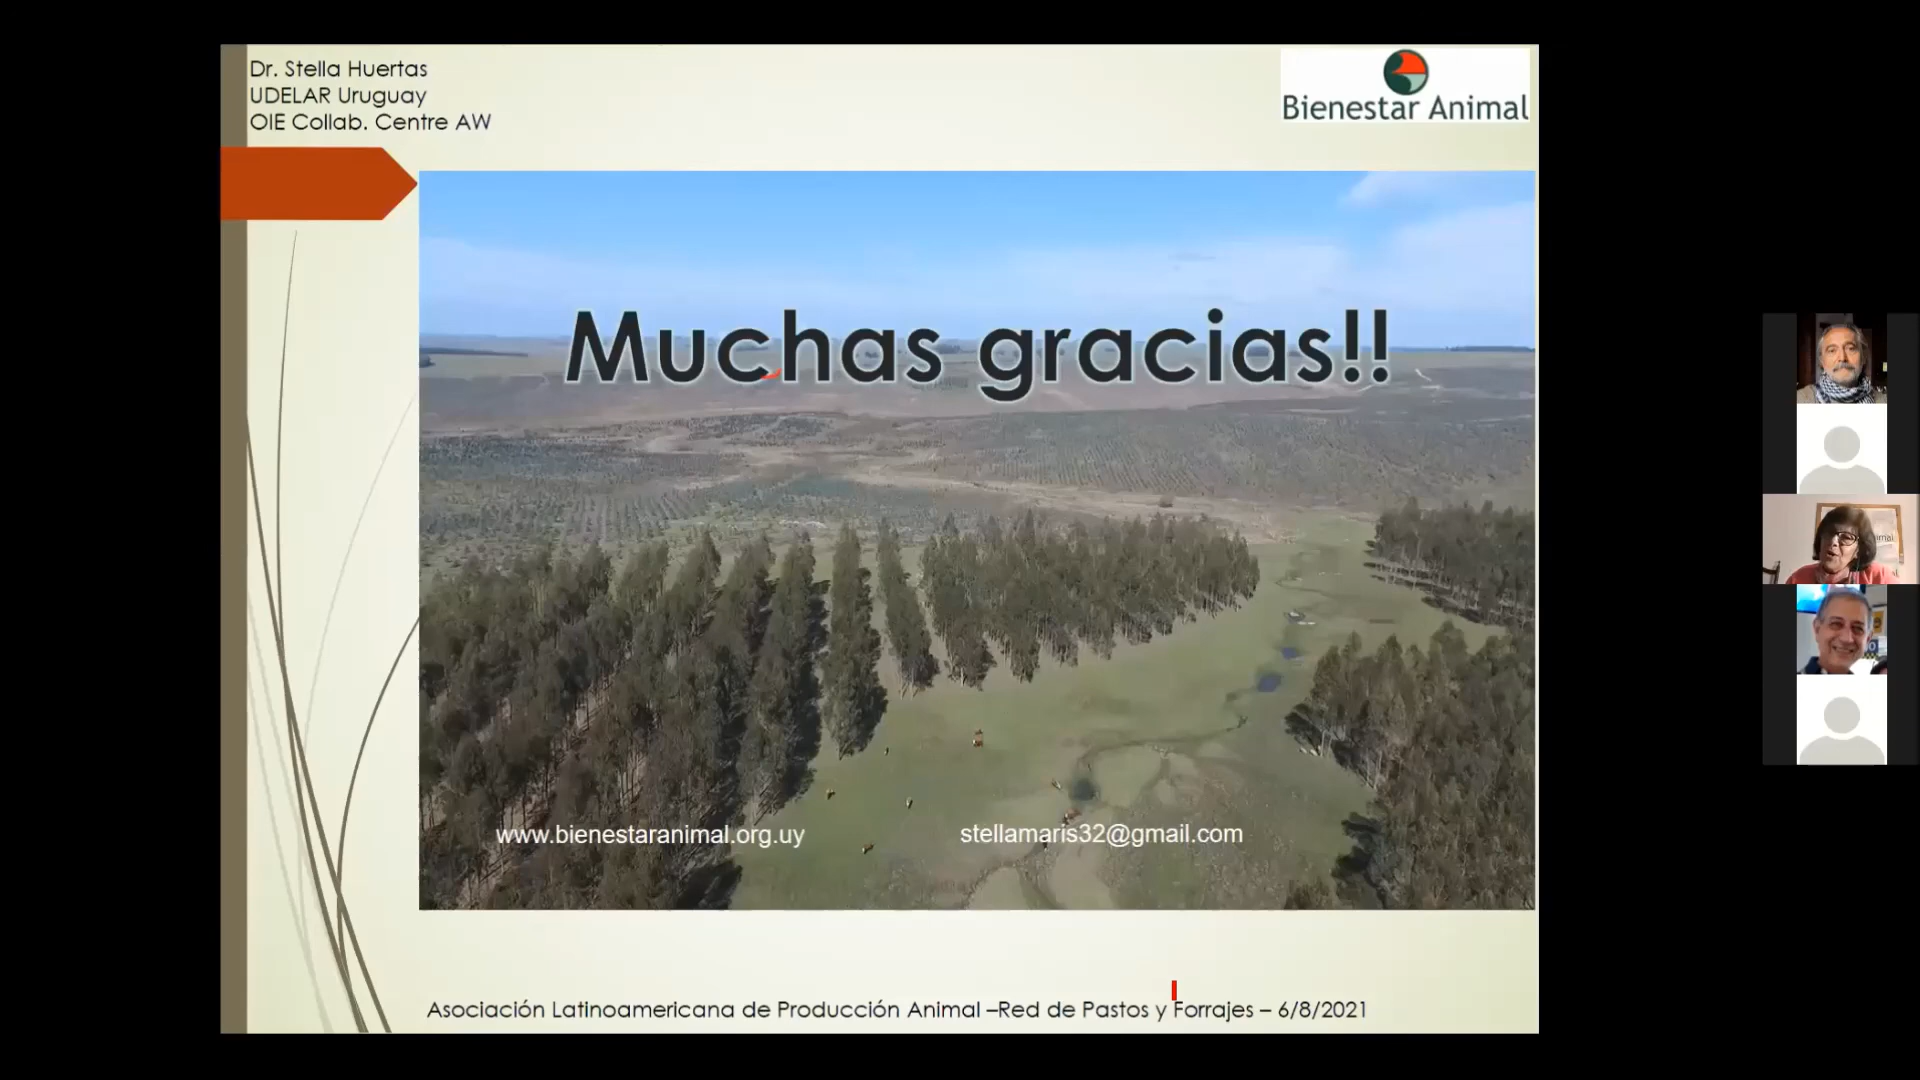 Dr. Stella Huertas
UDELAR Uruguay
OIE Collab. Centre AW
Bienestar Animal
Muchas gracias!!
www.bienestaranimal.org.uy
stellamaris32@gmail.com
Asociación Latinoamericana de Producción Animal –Red de Pastos y Forrajes – 6/8/2021